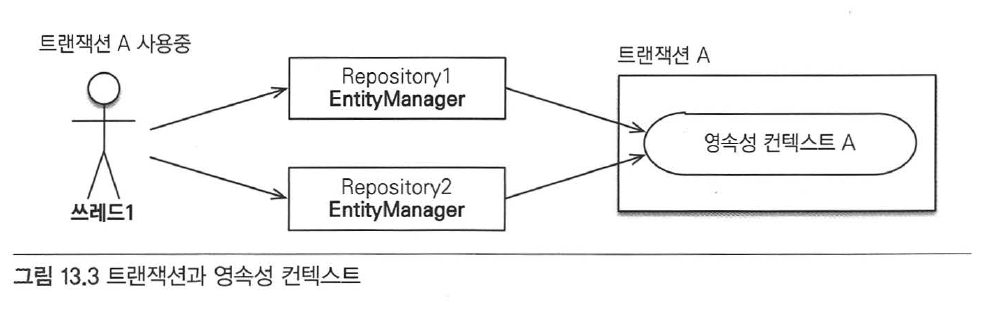 트랜잭션 A 사용중
쓰레드1
Repository1
EntityManager
Repository2
EntityManager
트랜잭션 A
영속성 컨텍스트 A
그림 13.3 트랜잭션과 영속성 컨텍스트